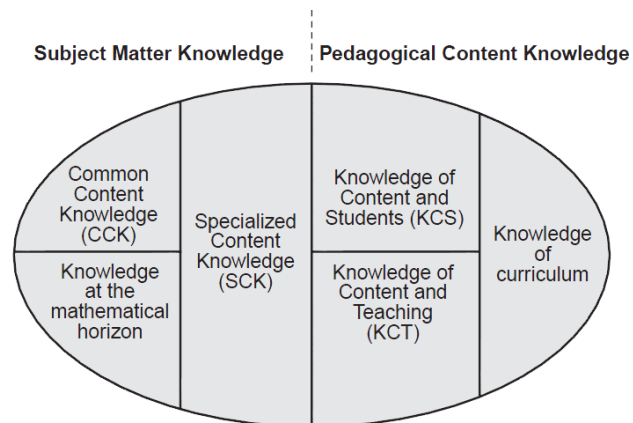 Subject Matter Knowledge
Pedagogical Content Knowledge
Common
Content
Knowledge
(CCK)
Knowledge
at the
mathematical
horizon
Specialized
Content
Knowledge
(SCK)
Knowledge of
Content and
Students (KCS)
Knowledge of
Content and
Teaching
(KCT)
Knowledge
of
curriculum